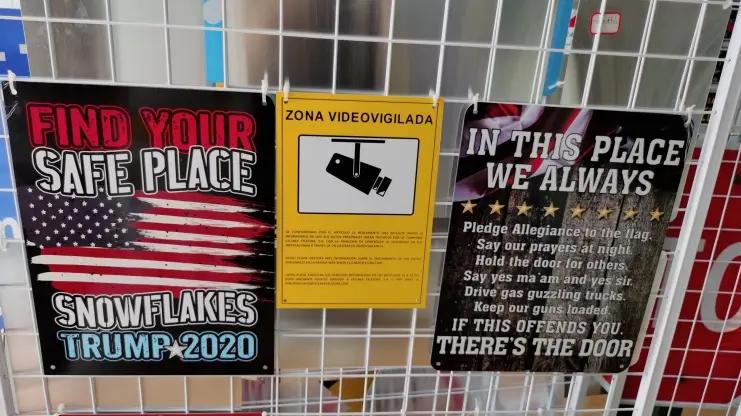 FIND YOUR
SAFE PLACE
SNOWFLAKES
TRUMP★2020
ZONA VIDEOVIGILADA
IN THIS PLACE
WE ALWAYS
Pledge Allegiance to the flag.
Say our prayers at night.
Hold the door for others.
Say yes ma'am and yes sir.
Drive gas guzzling trucks.
Keep our guns loaded.
IF THIS OFFENDS YOU,
THERE'S THE DOOR